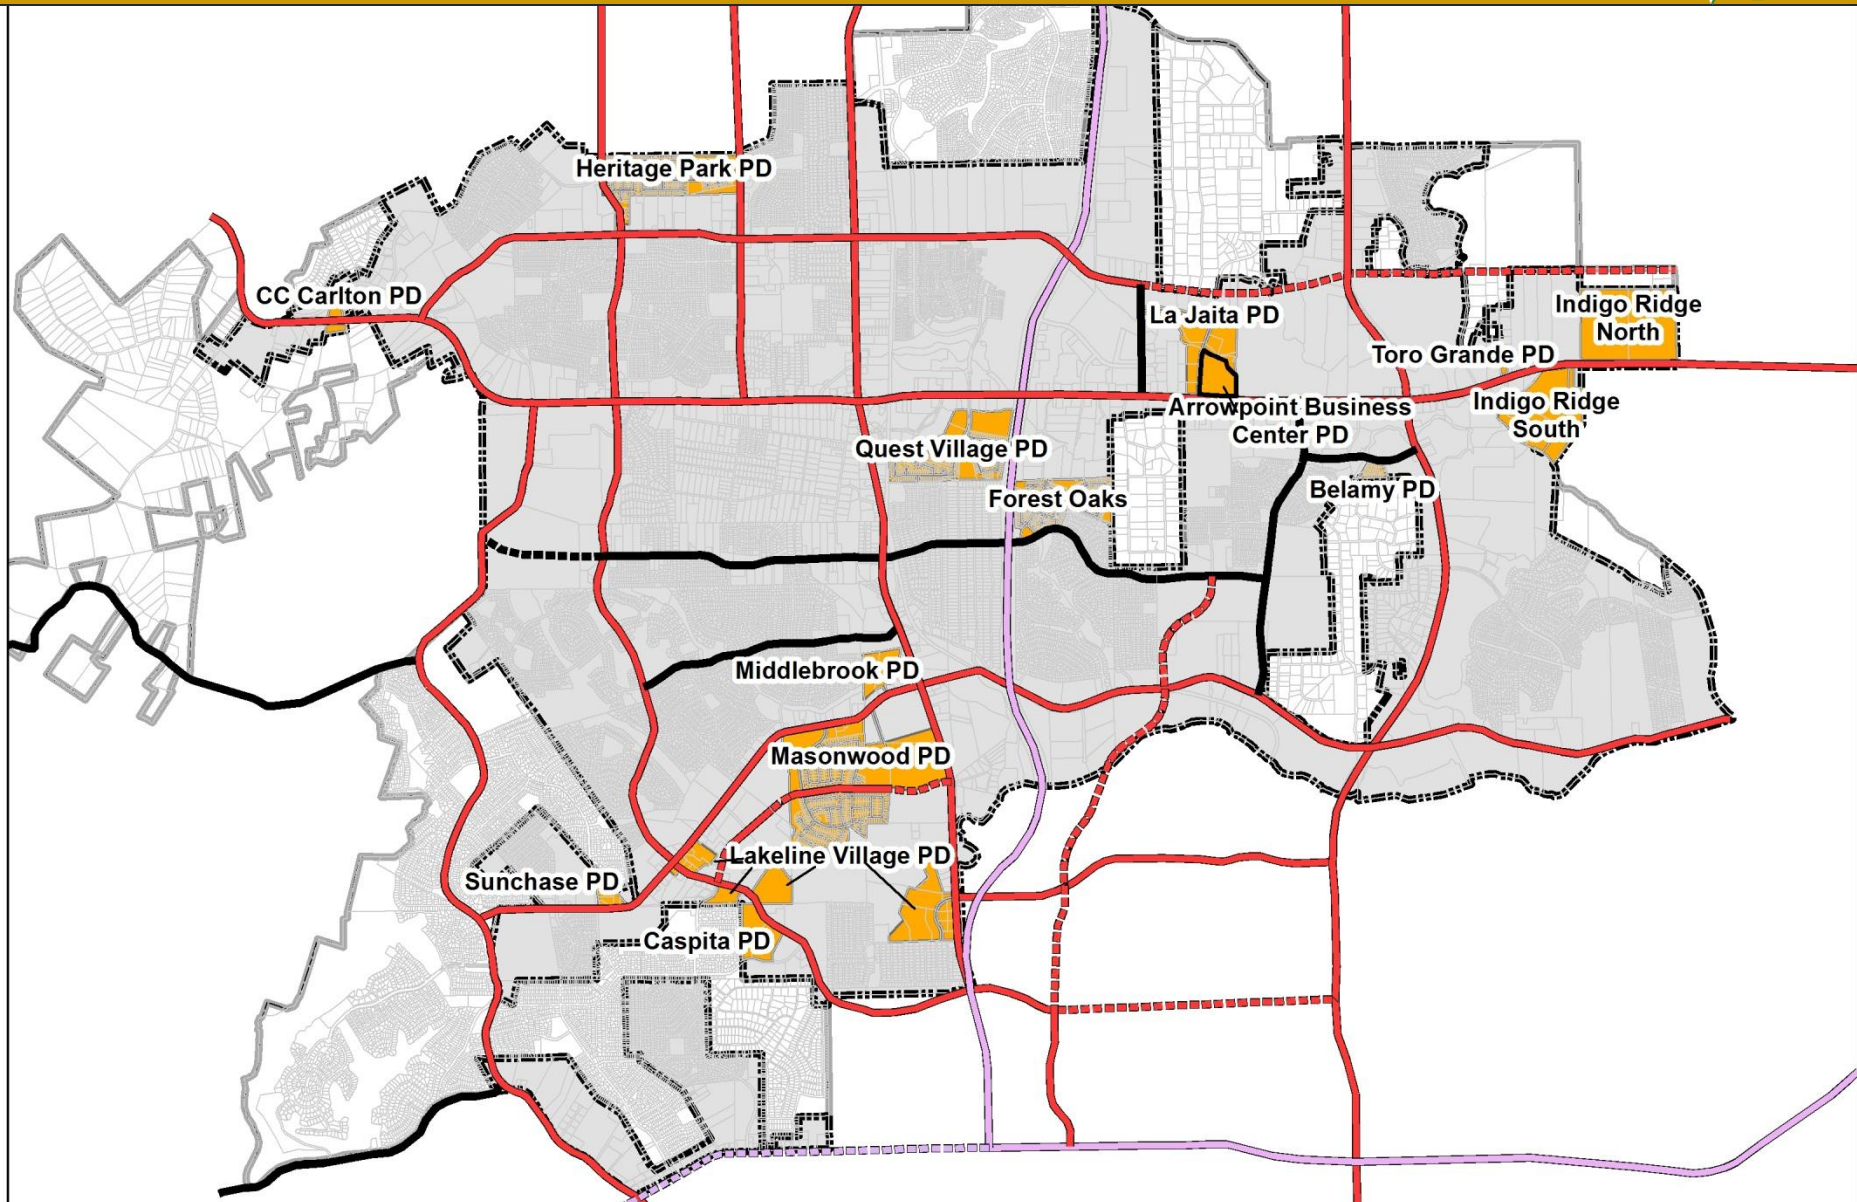 Heritage Park PD
CC Carlton PD
La Jaita PD
Indigo Ridge
North
Toro Grande PD
Arrowpoint Business
Center PD
Indigo Ridge
South
Quest Village PD
Forest Oaks
Belamy PD
Middlebrook PD
Masonwood PD
Lakeline Village PD
Sunchase PD
Caspita PD